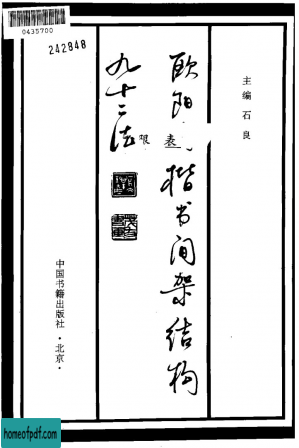 0435700
242848
主编 石良
欧阳 楷书间架结构
九十二法
表
中国书籍出版社·北京·
homeofpdf.com